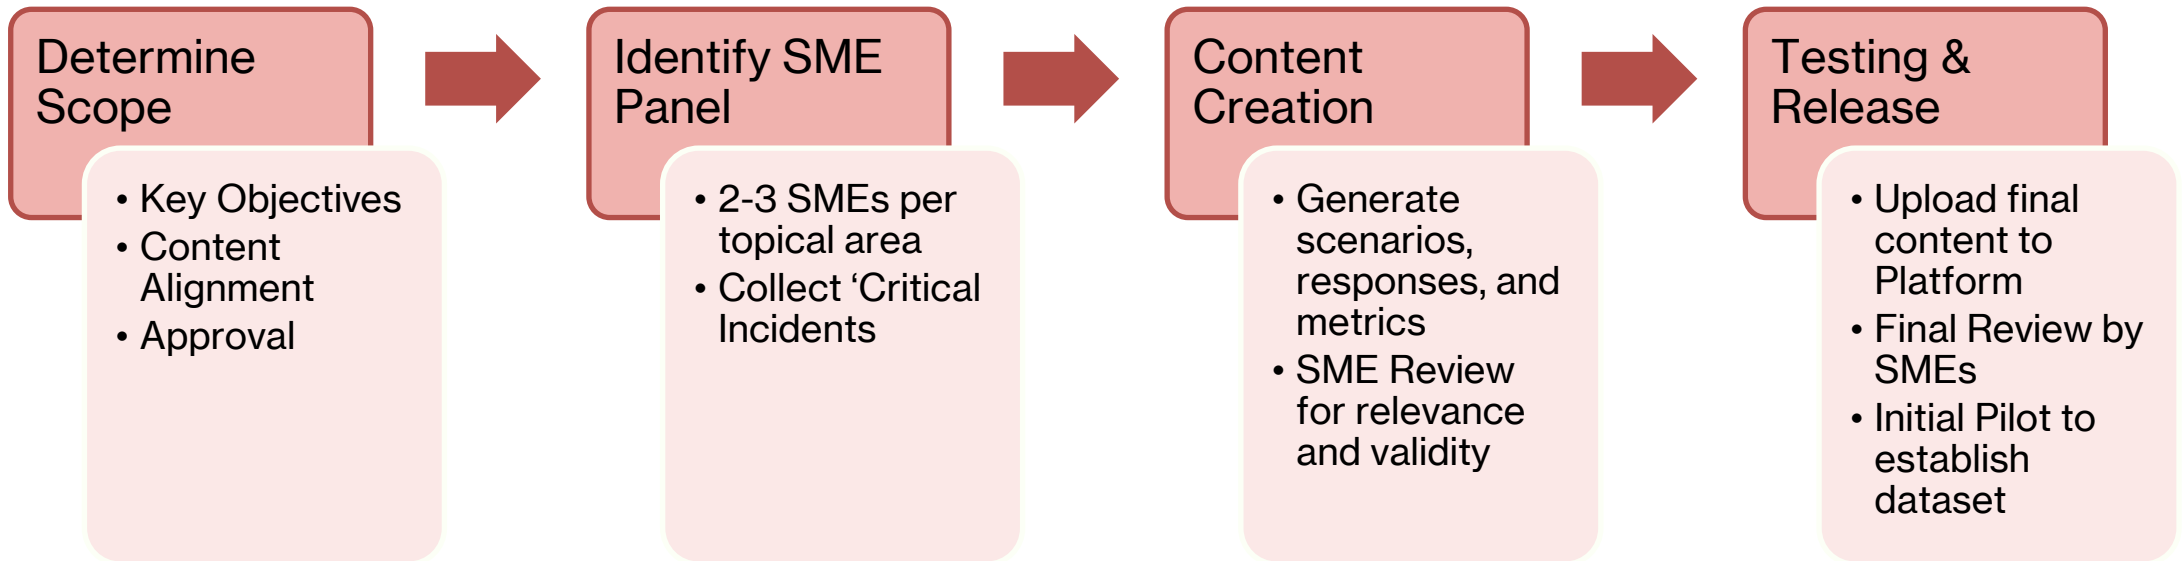 Determine
Scope
• Key Objectives
• Content
Alignment
• Approval
Identify SME
Panel
• 2-3 SMEs per
topical area
• Collect ‘Critical
Incidents
Content
Creation
• Generate
scenarios,
responses, and
metrics
• SME Review
for relevance
and validity
Testing &
Release
• Upload final
content to
Platform
• Final Review by
SMEs
• Initial Pilot to
establish
dataset